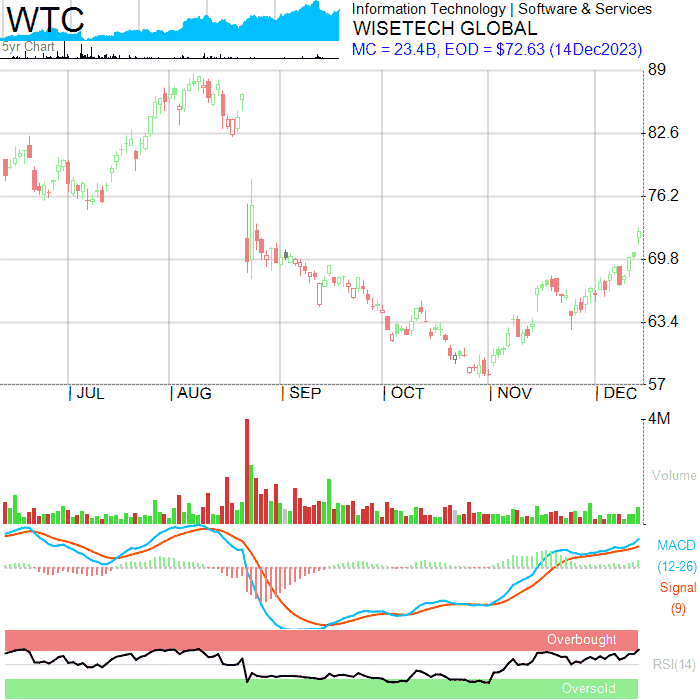 WTC
5yr Chart
Information Technology | Software & Services
WISETECH GLOBAL
MC = 23.4B, EOD = $72.63 (14Dec2023)
89
82.6
76.2
69.8
63.4
57
| JUL | AUG | SEP | OCT | NOV | DEC
4M
Volume
MACD
(12-26)
Signal
(9)
Overbought
RSI(14)
Oversold